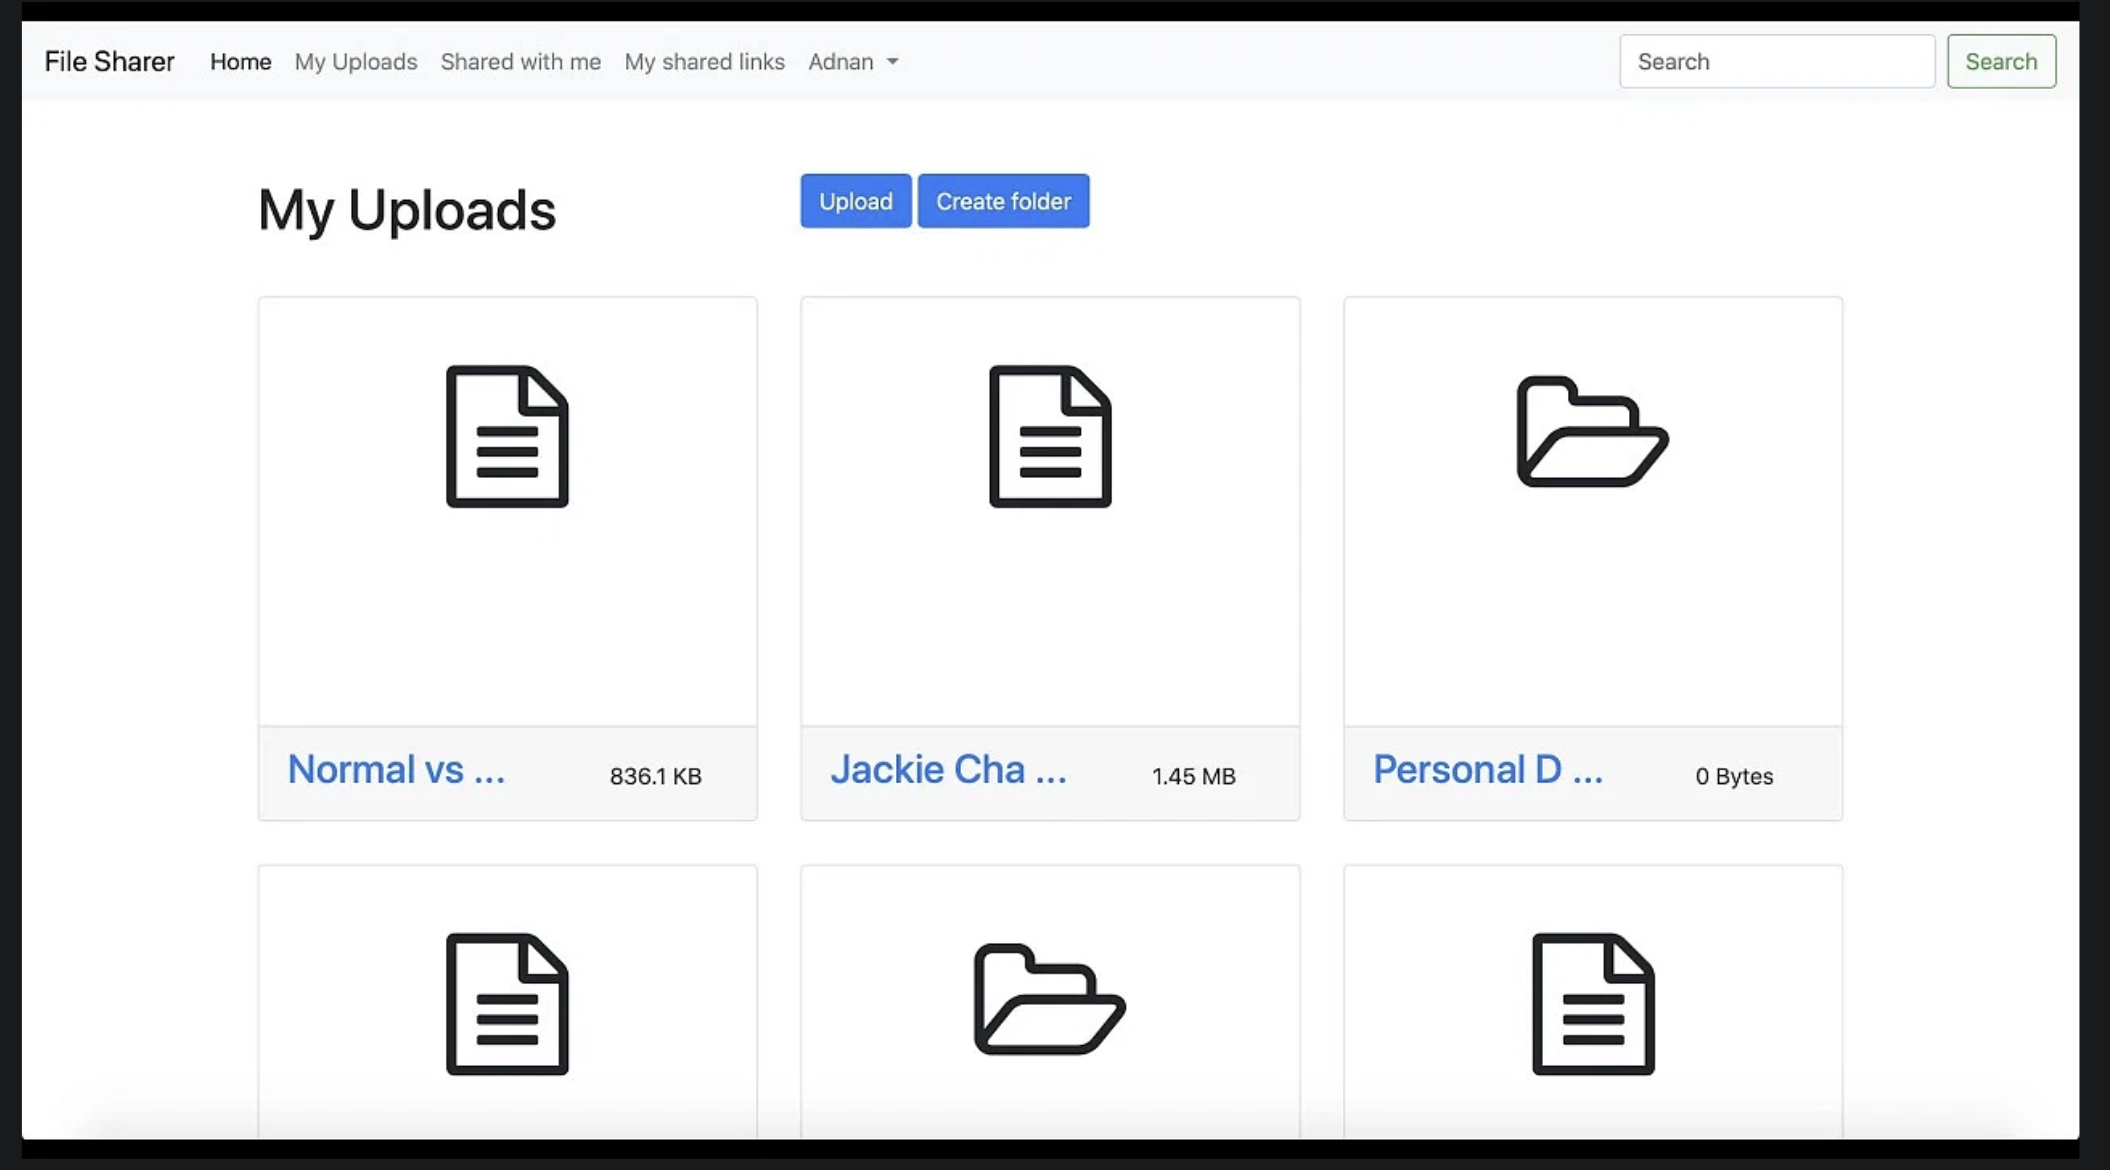 File Sharer Home My Uploads Shared with me My shared links Adnan Search Search
My Uploads Upload Create folder
Normal vs ... 836.1 KB Jackie Cha ... 1.45 MB Personal D ... 0 Bytes